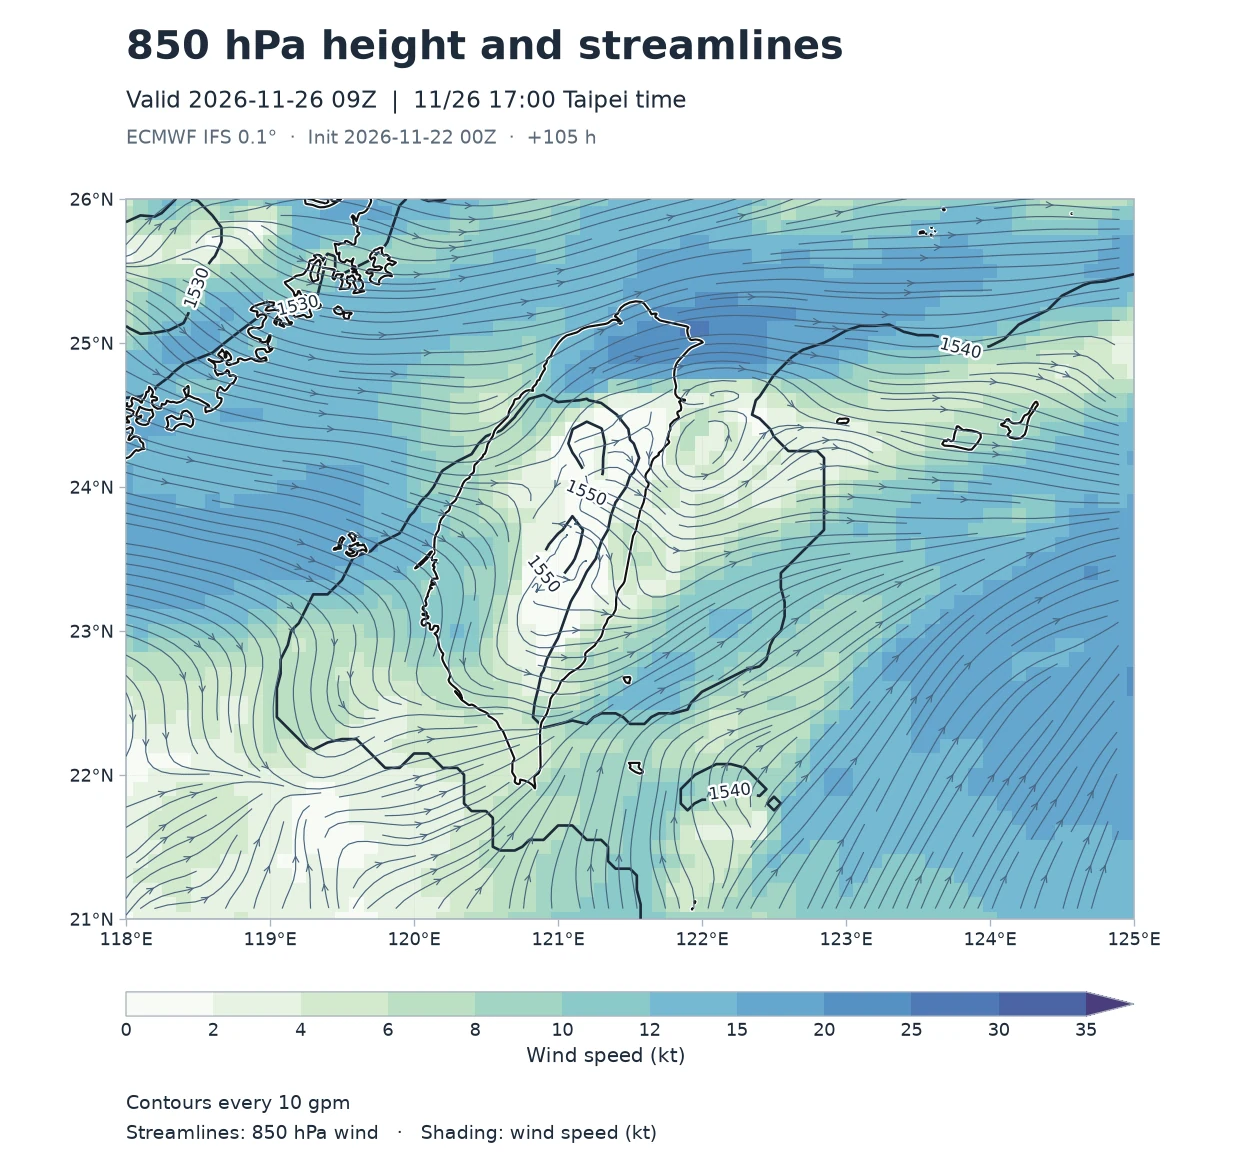 850 hPa height and streamlines
Valid 2026-11-26 09Z | 11/26 17:00 Taipei time
ECMWF IFS 0.1° · Init 2026-11-22 00Z · +105 h
26°N
25°N
24°N
23°N
22°N
21°N
1530
1530
1540
1550
1550
1540
118°E 119°E 120°E 121°E 122°E 123°E 124°E 125°E
0 2 4 6 8 10 12 15 20 25 30 35
Wind speed (kt)
Contours every 10 gpm
Streamlines: 850 hPa wind · Shading: wind speed (kt)